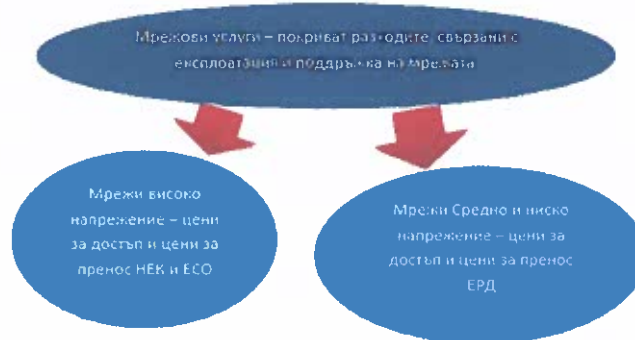 Мрежови услуги – покриват разходите, свързани с
експлоатация и поддръжка на мрежата
Мрежи високо
напрежение – цени
за достъп и цени за
пренос НЕК и ЕСО
Мрежи Средно и ниско
напрежение – цени за
достъп и цени за пренос
ЕРД